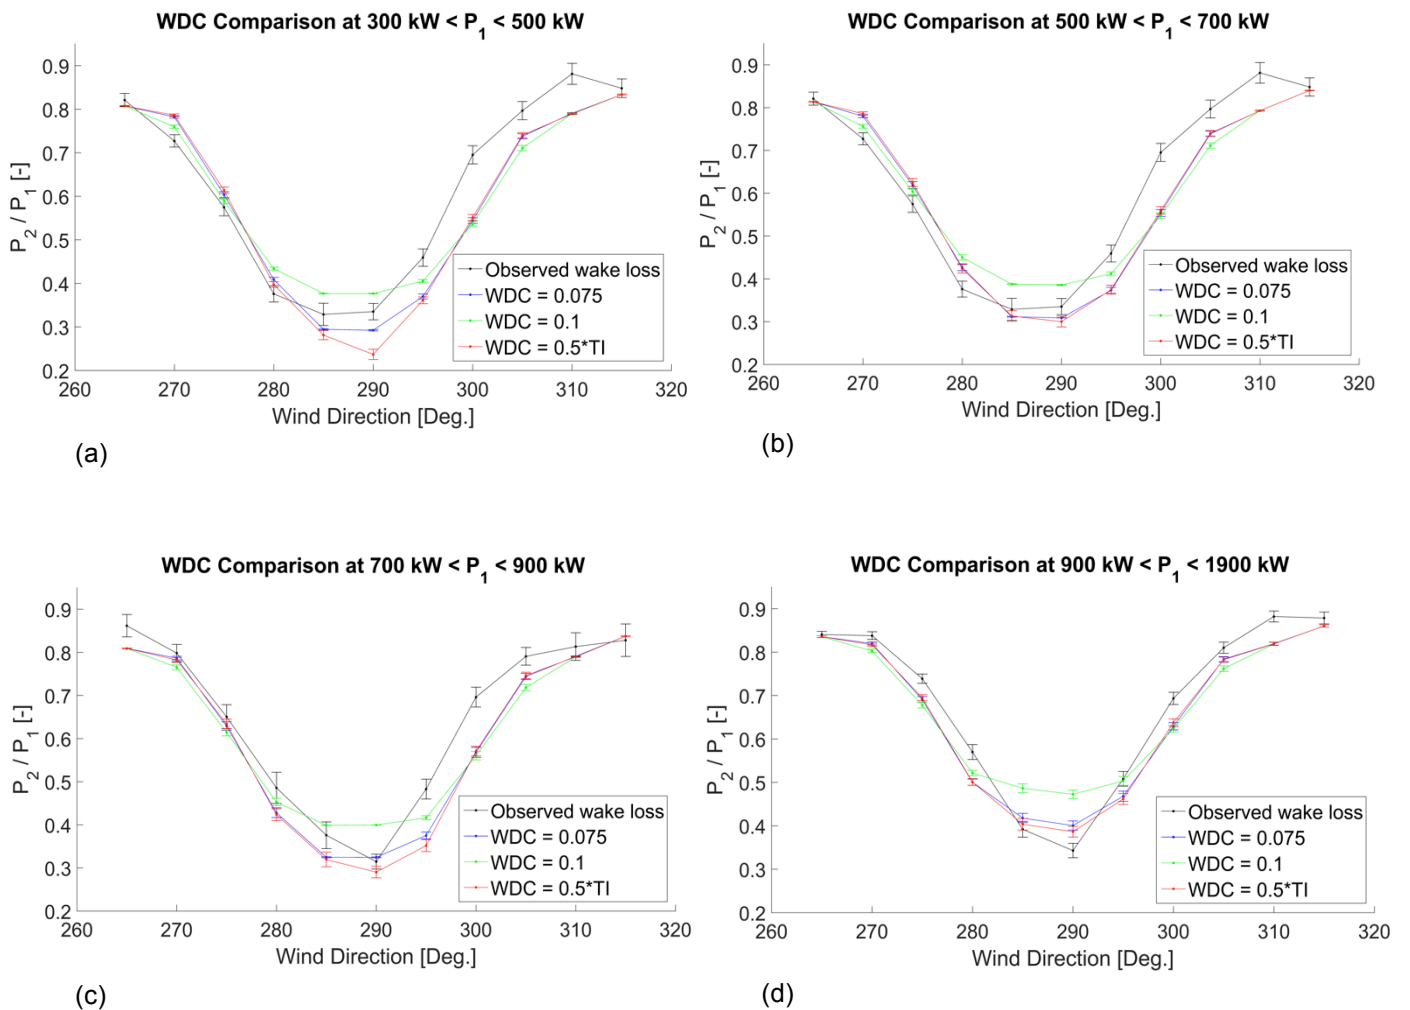 WDC Comparison at 300 kW < P1 < 500 kW
0.9
0.8
0.7
0.6
0.5
0.4
0.3
0.2
P2 / P1 [-]
260 270 280 290 300 310 320
Wind Direction [Deg.]
Observed wake loss
WDC = 0.075
WDC = 0.1
WDC = 0.5*TI
(a)
WDC Comparison at 500 kW < P1 < 700 kW
0.9
0.8
0.7
0.6
0.5
0.4
0.3
0.2
P2 / P1 [-]
260 270 280 290 300 310 320
Wind Direction [Deg.]
Observed wake loss
WDC = 0.075
WDC = 0.1
WDC = 0.5*TI
(b)
WDC Comparison at 700 kW < P1 < 900 kW
0.9
0.8
0.7
0.6
0.5
0.4
0.3
0.2
P2 / P1 [-]
260 270 280 290 300 310 320
Wind Direction [Deg.]
Observed wake loss
WDC = 0.075
WDC = 0.1
WDC = 0.5*TI
(c)
WDC Comparison at 900 kW < P1 < 1900 kW
0.9
0.8
0.7
0.6
0.5
0.4
0.3
0.2
P2 / P1 [-]
260 270 280 290 300 310 320
Wind Direction [Deg.]
Observed wake loss
WDC = 0.075
WDC = 0.1
WDC = 0.5*TI
(d)